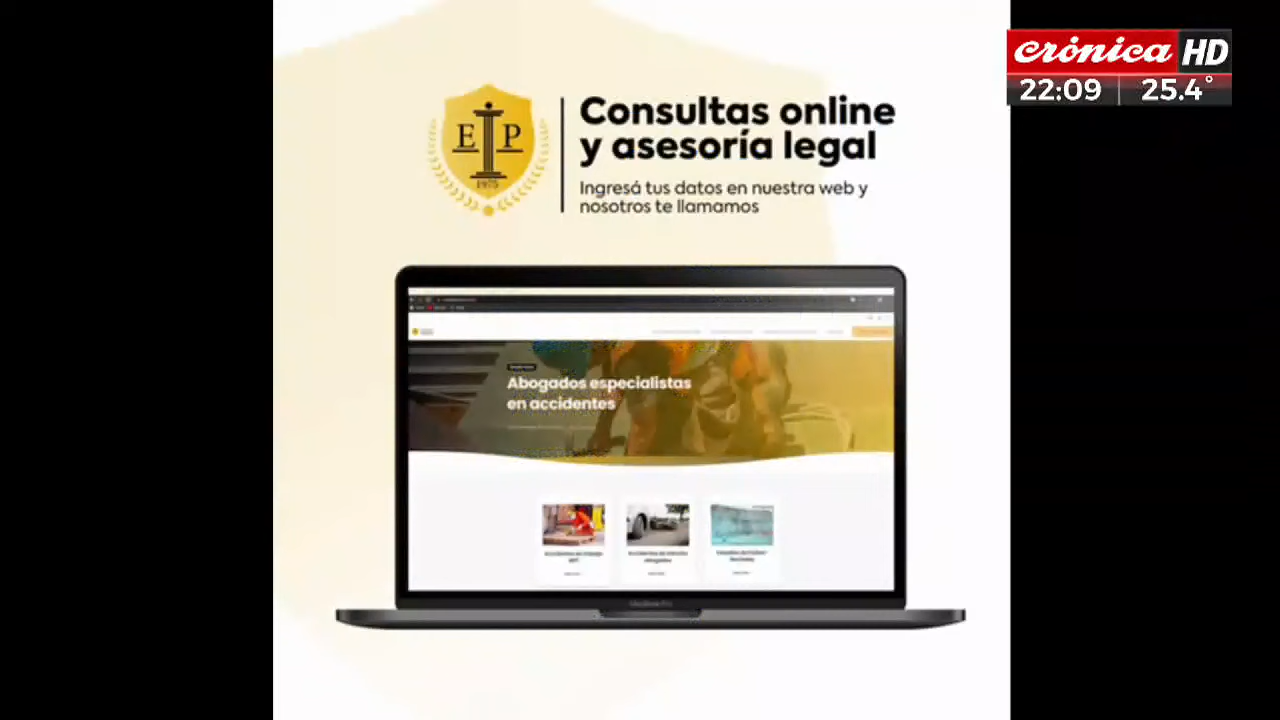 crónica HD
22:09 25.4°
E P
1975
Consultas online
y asesoría legal
Ingresá tus datos en nuestra web y
nosotros te llamamos
Abogados especialistas
en accidentes